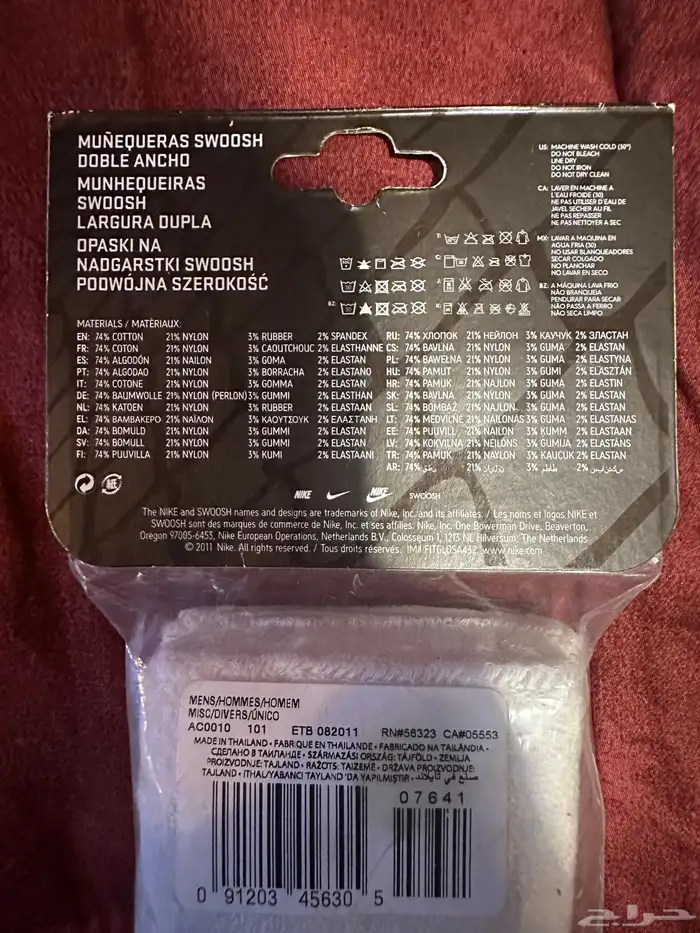 MUÑEQUERAS SWOOSH
DOBLE ANCHO
MUNHEQUEIRAS
SWOOSH
LARGURA DUPLA
OPASKI NA
NADGARSTKI SWOOSH
PODWÓJNA SZEROKOŚĆ
US: MACHINE WASH COLD (30°)
DO NOT BLEACH
LINE DRY
DO NOT IRON
DO NOT DRY CLEAN
CA: LAVER EN MACHINE A
L'EAU FROIDE (30)
NE PAS UTILISER D'EAU DE
JAVEL SECHER AU FIL
NE PAS REPASSER
NE PAS NETTOYER A SEC
MX: LAVAR A MAQUINA EN
AGUA FRIA (30)
NO USAR BLANQUEADORES
SECAR COLGADO
NO PLANCHAR
NO LAVAR EN SECO
BZ: A MÁQUINA LAVA FRIO
NÃO BRANQUEIA
PENDURAR PARA SECAR
NÃO PASSA A FERRO
NÃO SECA LIMPO
BZ:
MATERIALS / MATÉRIAUX:
EN: 74% COTTON 21% NYLON 3% RUBBER 2% SPANDEX
FR: 74% COTON 21% NYLON 3% CAOUTCHOUC 2% ELASTHANNE
ES: 74% ALGODÓN 21% NAILON 3% GOMA 2% ELASTAN
PT: 74% ALGODAO 21% NYLON 3% BORRACHA 2% ELASTANO
IT: 74% COTONE 21% NYLON 3% GOMMA 2% ELASTAN
DE: 74% BAUMWOLLE 21% NYLON (PERLON) 3% GUMMI 2% ELASTHAN
NL: 74% KATOEN 21% NYLON 3% RUBBER 2% ELASTAAN
EL: 74% ΒΑΜΒΑΚΕΡΟ 21% ΝΑΪΛΟΝ 3% ΚΑΟΥΤΣΟΥΚ 2% ΕΛΑΣΤΑΝΗ
DA: 74% BOMULD 21% NYLON 3% GUMMI 2% ELASTAN
SV: 74% BOMULL 21% NYLON 3% GUMMI 2% ELASTAN
FI: 74% PUUVILLA 21% NYLON 3% KUMI 2% ELASTAANI
RU: 74% ХЛОПОК 21% НЕЙЛОН 3% КАУЧУК 2% ЭЛАСТАН
CS: 74% BAVLNA 21% NYLON 3% GUMA 2% ELASTAN
PL: 74% BAWEŁNA 21% NYLON 3% GUMA 2% ELASTYNA
HU: 74% PAMUT 21% NYLON 3% GUMI 2% ELASZTÁN
HR: 74% PAMUK 21% NAJLON 3% GUMA 2% ELASTIN
SK: 74% BAVLNA 21% NYLON 3% GUMA 2% ELASTAN
SL: 74% BOMBAŽ 21% NAJLON 3% GUMA 2% ELASTAN
LT: 74% MEDVILNĖ 21% NAILONAS 3% GUMA 2% ELASTANAS
EE: 74% PUUVILL 21% NAILON 3% KUMM 2% ELASTAAN
LV: 74% KOKVILNA 21% NEILONS 3% GUMIJA 2% ELASTĀNS
TR: 74% PAMUK 21% NAYLON 3% KAUCUK 2% ELASTAN
AR: 74% 21% 3% 2%
NIKE NIKE SWOOSH
The NIKE and SWOOSH names and designs are trademarks of Nike, Inc. and its affiliates. / Les noms et logos NIKE et
SWOOSH sont des marques de commerce de Nike, Inc. et ses affilies. Nike, Inc. One Bowerman Drive, Beaverton,
Oregon 97005-6453, Nike European Operations, Netherlands B.V., Colosseum 1, 1213 NL Hilversum, The Netherlands
© 2011 Nike. All rights reserved. / Tous droits réservés. www.nike.com
MENS/HOMMES/HOMEM
MISC/DIVERS/ÚNICO
AC0010 101 ETB 082011 RN#56323 CA#05553
MADE IN THAILAND • FABRIQUE EN THAILANDE • FABRICADO NA TAILÂNDIA •
СДЕЛАНО В ТАИЛАНДЕ • SZÁRMAZÁSI ORSZÁG: TÁJFÖLD • ZEMLJA
PROIZVODNJE: TAJLAND • RAŽOTS: TAIZEME • DRŽAVA PROIZVODNJE:
TAJLAND • ITHAL/YABANCI TAYLAND 'DA YAPILMIŞTIR • صنع في تايلاند
07641
0 91203 45630 5
حراج